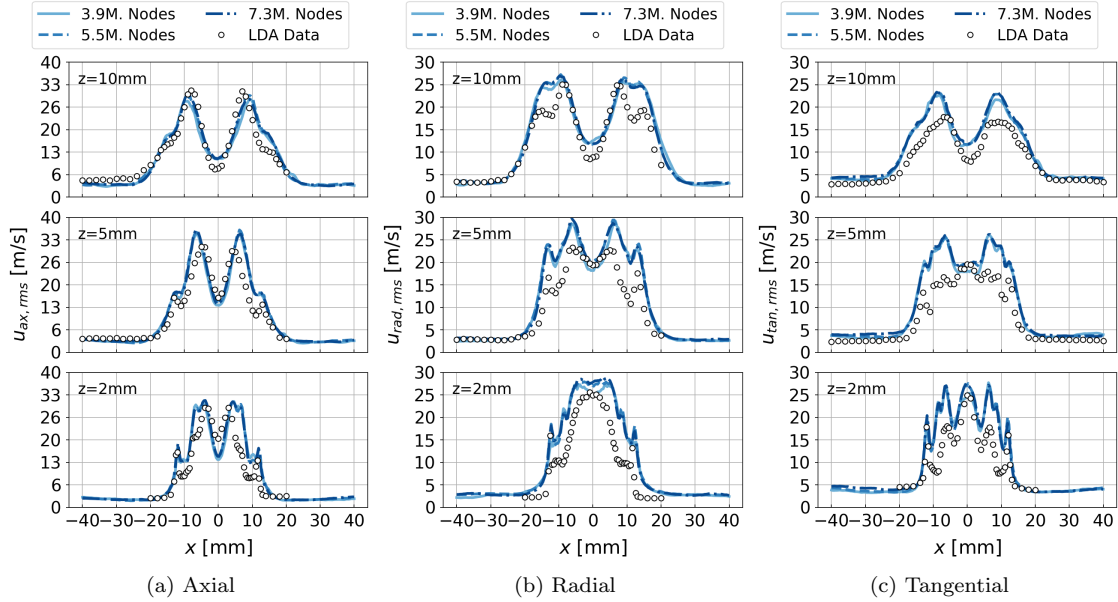 3.9M. Nodes 7.3M. Nodes
5.5M. Nodes LDA Data
z=10mm
40
33
26
20
13
6
0
z=5mm
40
33
26
20
13
6
0
z=2mm
40
33
26
20
13
6
0
u_ax,rms [m/s]
−40 −30 −20 −10 0 10 20 30 40
x [mm]
(a) Axial
3.9M. Nodes 7.3M. Nodes
5.5M. Nodes LDA Data
z=10mm
30
25
20
15
10
5
0
z=5mm
30
25
20
15
10
5
0
z=2mm
30
25
20
15
10
5
0
u_rad,rms [m/s]
−40 −30 −20 −10 0 10 20 30 40
x [mm]
(b) Radial
3.9M. Nodes 7.3M. Nodes
5.5M. Nodes LDA Data
z=10mm
30
25
20
15
10
5
0
z=5mm
30
25
20
15
10
5
0
z=2mm
30
25
20
15
10
5
0
u_tan,rms [m/s]
−40 −30 −20 −10 0 10 20 30 40
x [mm]
(c) Tangential